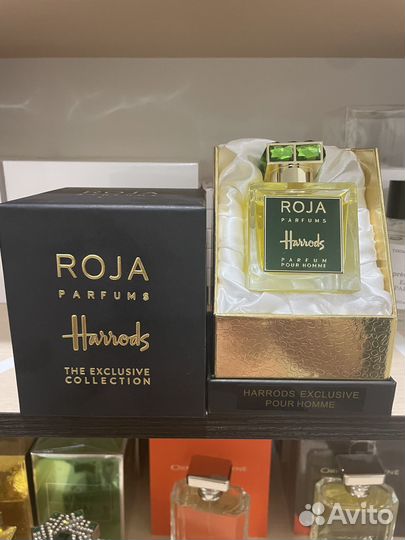 ROJA
PARFUMS
Harrods
THE EXCLUSIVE
COLLECTION
ROJA
PARFUMS
Harrods
PARFUM
POUR HOMME
HARRODS EXCLUSIVE
POUR HOMME
Avito